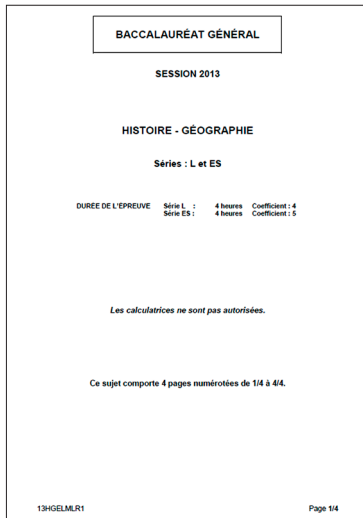 BACCALAURÉAT GÉNÉRAL
SESSION 2013
HISTOIRE - GÉOGRAPHIE
Séries : L et ES
DURÉE DE L'ÉPREUVE Série L : 4 heures Coefficient : 4
Série ES : 4 heures Coefficient : 5
Les calculatrices ne sont pas autorisées.
Ce sujet comporte 4 pages numérotées de 1/4 à 4/4.
13HGELMLR1 Page 1/4